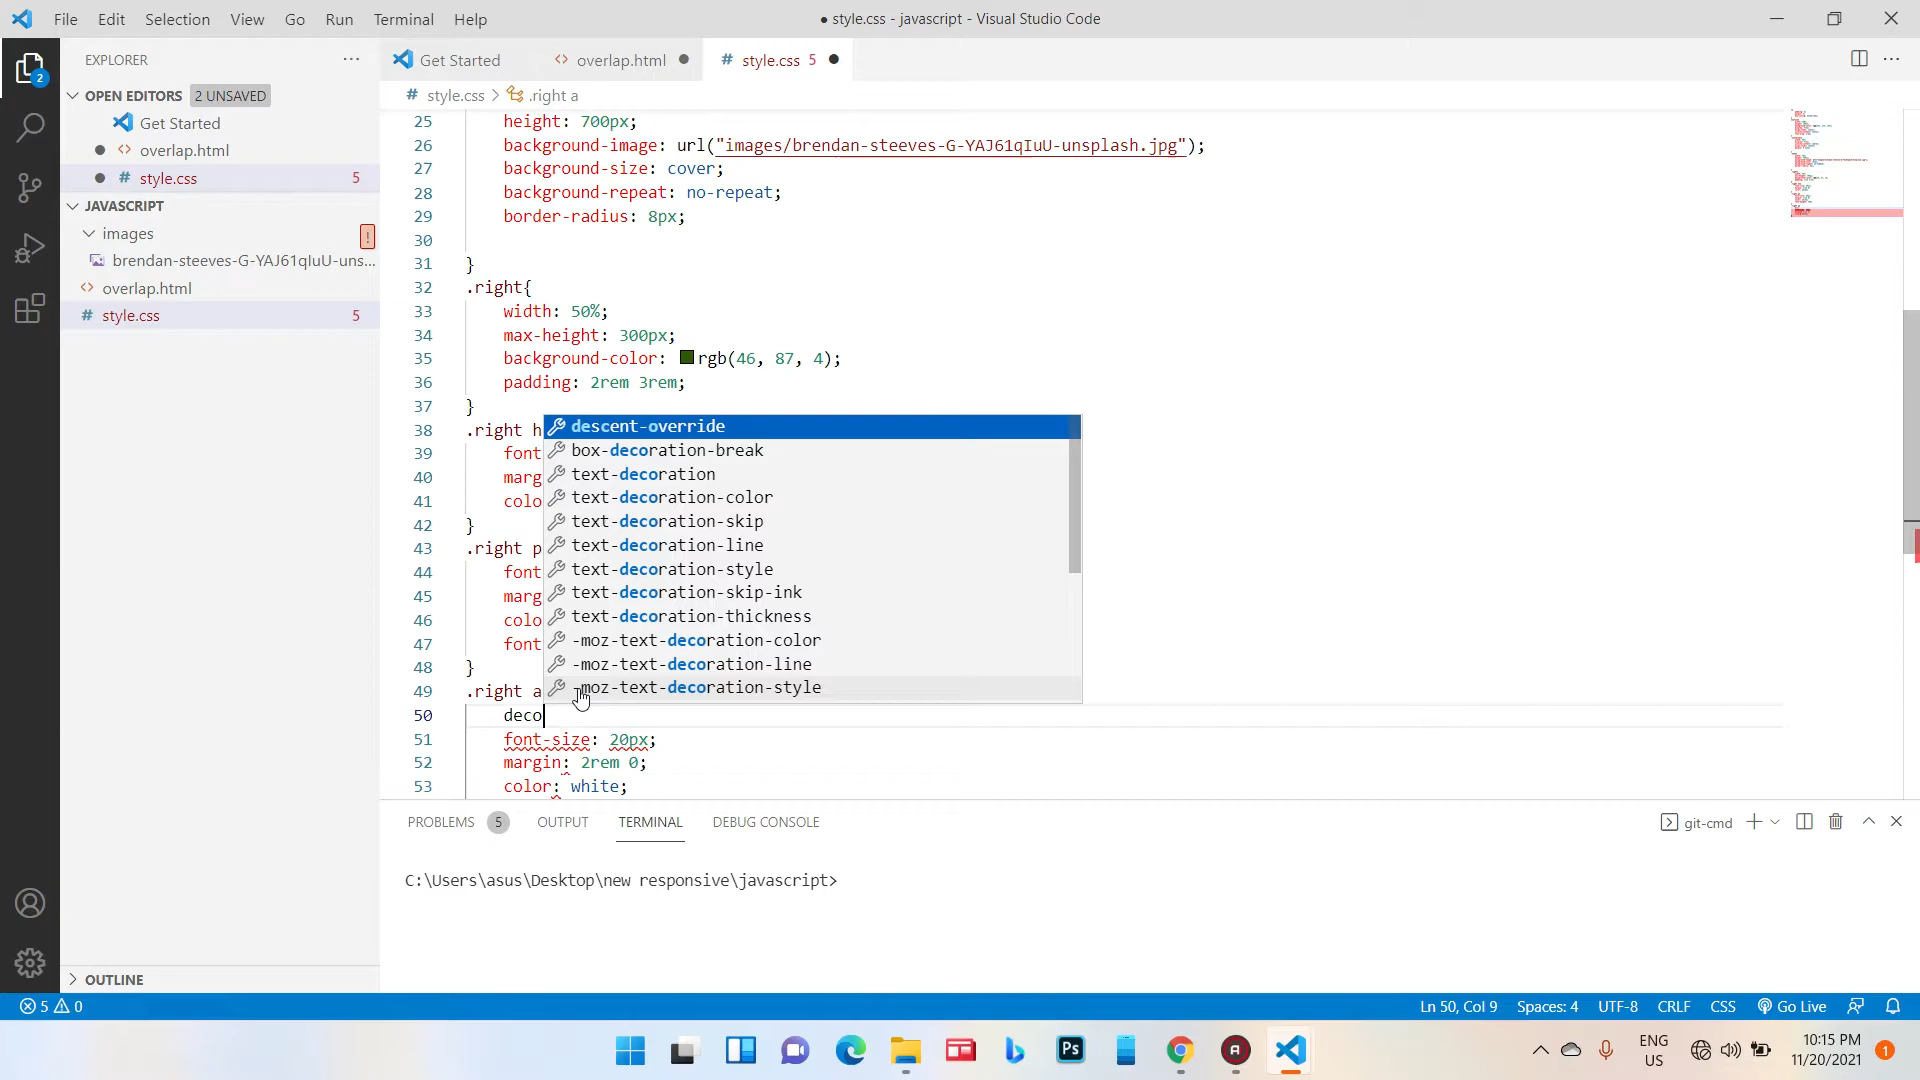 File Edit Selection View Go Run Terminal Help
● style.css - javascript - Visual Studio Code
EXPLORER
Get Started
overlap.html
style.css 5
style.css > .right a
OPEN EDITORS 2 UNSAVED
Get Started
overlap.html
style.css 5
JAVASCRIPT
images
brendan-steeves-G-YAJ61qIuU-uns...
overlap.html
style.css 5
OUTLINE
25 height: 700px;
26 background-image: url("images/brendan-steeves-G-YAJ61qIuU-unsplash.jpg");
27 background-size: cover;
28 background-repeat: no-repeat;
29 border-radius: 8px;
30
31 }
32 .right{
33 width: 50%;
34 max-height: 300px;
35 background-color: rgb(46, 87, 4);
36 padding: 2rem 3rem;
37 }
38 .right h
39 font
40 marg
41 colo
42 }
43 .right p
44 font
45 marg
46 colo
47 font
48 }
49 .right a
50 deco
51 font-size: 20px;
52 margin: 2rem 0;
53 color: white;
descent-override
box-decoration-break
text-decoration
text-decoration-color
text-decoration-skip
text-decoration-line
text-decoration-style
text-decoration-skip-ink
text-decoration-thickness
-moz-text-decoration-color
-moz-text-decoration-line
-moz-text-decoration-style
PROBLEMS 5 OUTPUT TERMINAL DEBUG CONSOLE
git-cmd
C:\Users\asus\Desktop\new responsive\javascript>
5 0
Ln 50, Col 9 Spaces: 4 UTF-8 CRLF CSS Go Live
2
Ps
ENG
US
10:15 PM
11/20/2021
1